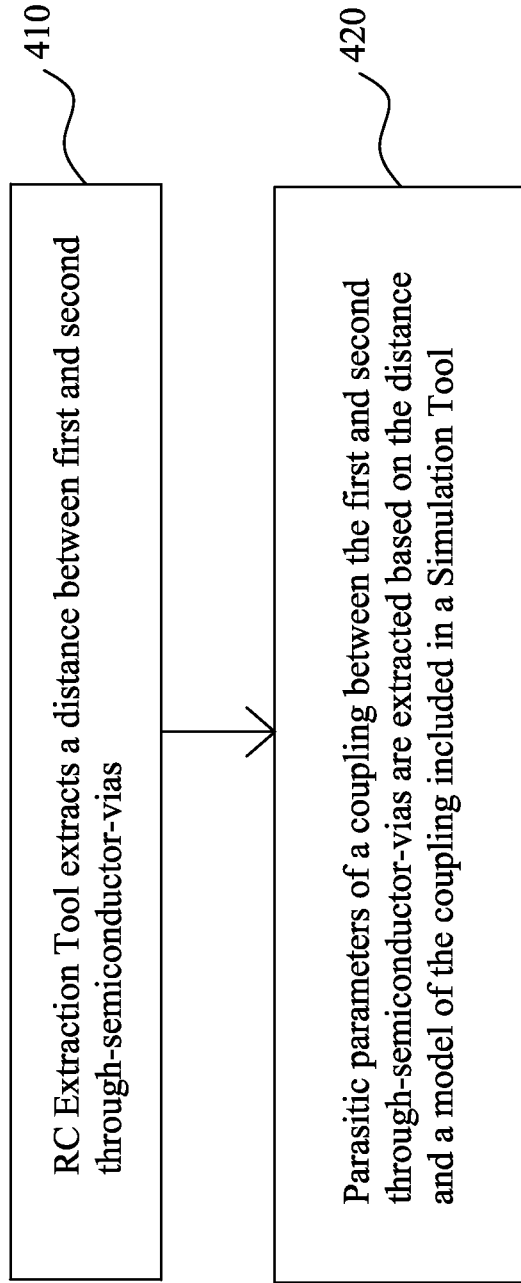 410
RC Extraction Tool extracts a distance between first and second
through-semiconductor-vias
420
Parasitic parameters of a coupling between the first and second
through-semiconductor-vias are extracted based on the distance
and a model of the coupling included in a Simulation Tool